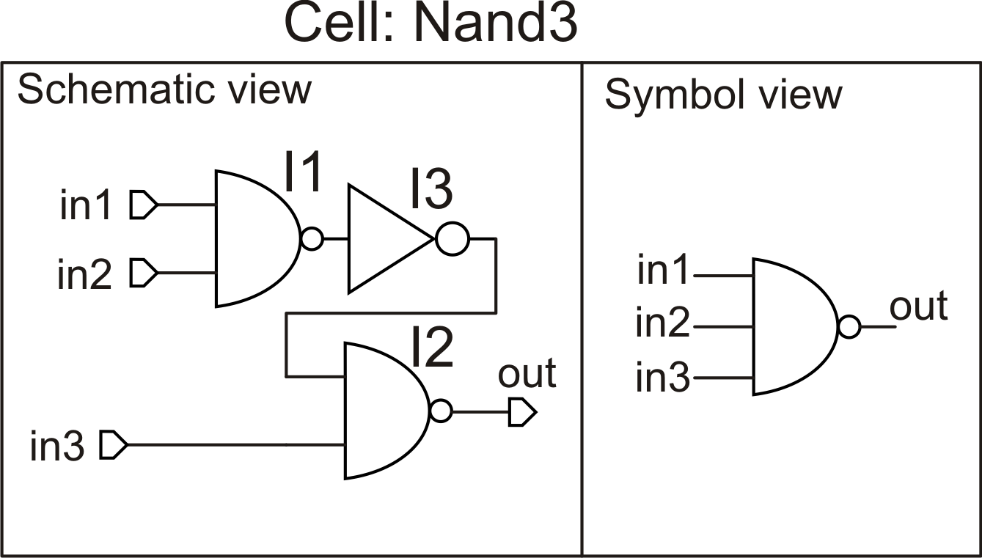 Cell: Nand3
Schematic view
I1
in1
I3
in2
I2
out
in3
Symbol view
in1
out
in2
in3